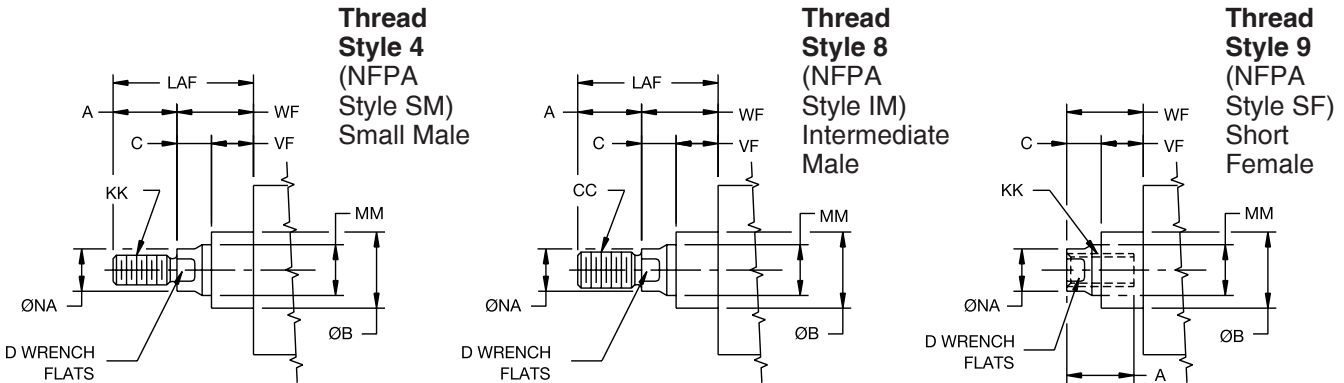 Thread
Style 4
(NFPA
Style SM)
Small Male
LAF
A
WF
C
VF
KK
MM
ØNA
ØB
D WRENCH
FLATS
Thread
Style 8
(NFPA
Style IM)
Intermediate
Male
LAF
A
WF
C
VF
CC
MM
ØNA
ØB
D WRENCH
FLATS
Thread
Style 9
(NFPA
Style SF)
Short
Female
WF
C
VF
KK
MM
ØNA
ØB
D WRENCH
FLATS
A